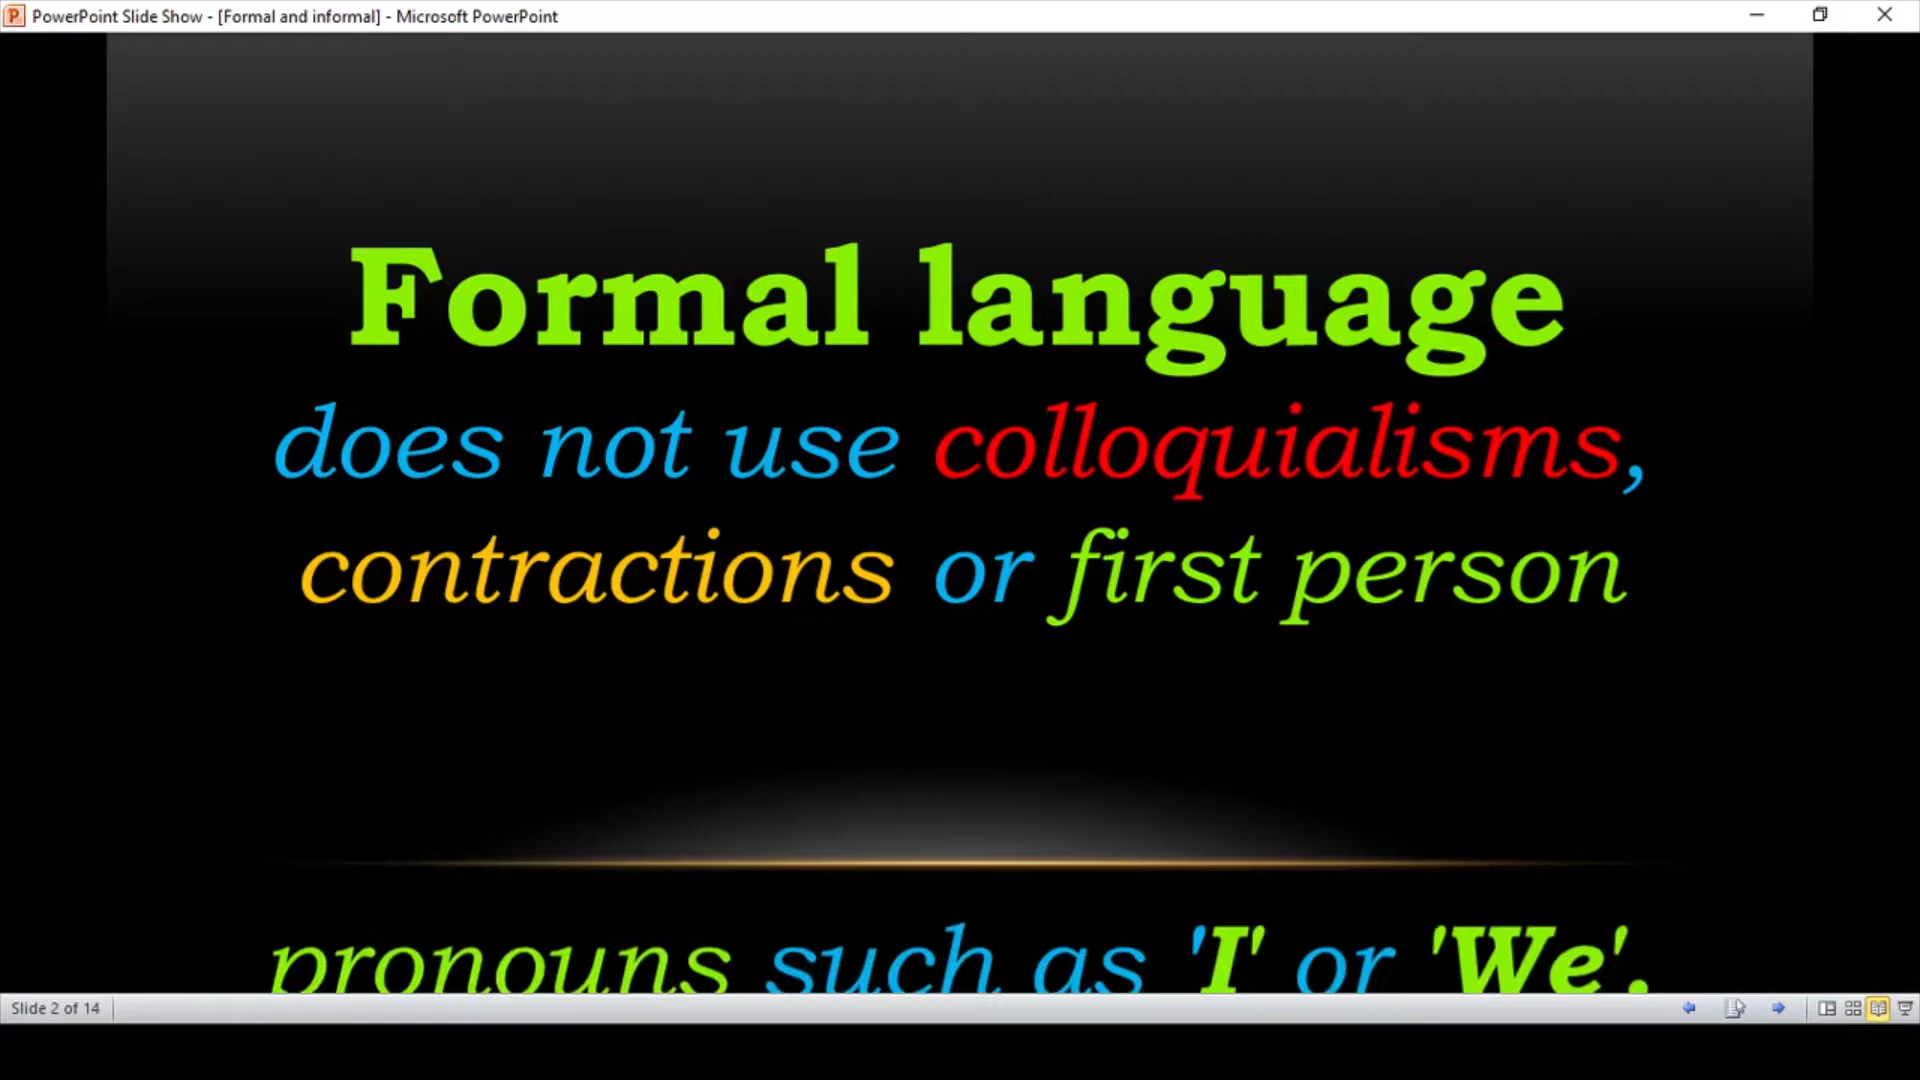 PowerPoint Slide Show - [Formal and informal] - Microsoft PowerPoint
Formal language
does not use colloquialisms,
contractions or first person
pronouns such as 'I' or 'We'.
Slide 2 of 14